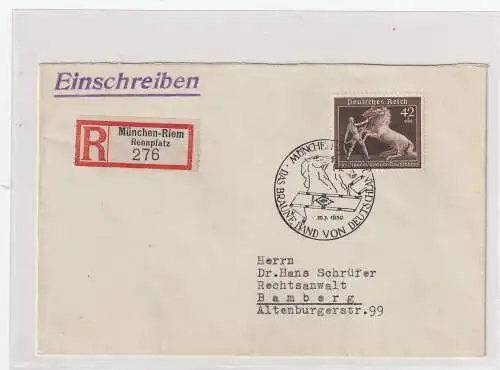 Einschreiben
R
München-Riem
Rennplatz
276
Deutsches Reich
42
MÜNCHEN
DAS BRAUNE BAND VON DEUTSCHLAND
Herrn
Dr.Hans Schrüfer
Rechtsanwalt
Bamberg
Altenburgerstr.99